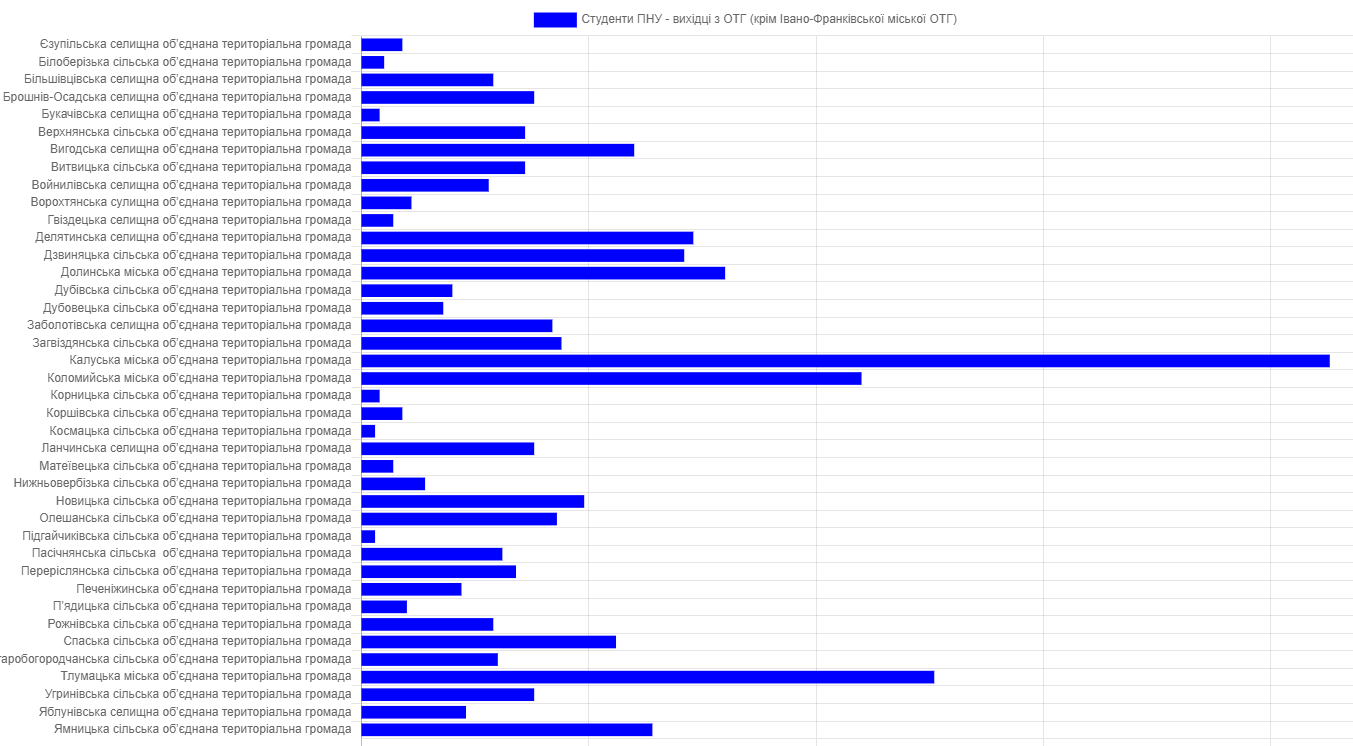 Студенти ПНУ - вихідці з ОТГ (крім Івано-Франківської міської ОТГ)
Єзупільська селищна об'єднана територіальна громада
Білоберізька сільська об'єднана територіальна громада
Більшівцівська селищна об'єднана територіальна громада
Брошнів-Осадська селищна об'єднана територіальна громада
Букачівська селищна об'єднана територіальна громада
Верхнянська сільська об'єднана територіальна громада
Вигодська селищна об'єднана територіальна громада
Витвицька сільська об'єднана територіальна громада
Войнилівська селищна об'єднана територіальна громада
Ворохтянська сулищна об'єднана територіальна громада
Гвіздецька селищна об'єднана територіальна громада
Делятинська селищна об'єднана територіальна громада
Дзвиняцька сільська об'єднана територіальна громада
Долинська міська об'єднана територіальна громада
Дубівська сільська об'єднана територіальна громада
Дубовецька сільська об'єднана територіальна громада
Заболотівська селищна об'єднана територіальна громада
Загвіздянська сільська об'єднана територіальна громада
Калуська міська об'єднана територіальна громада
Коломийська міська об'єднана територіальна громада
Корницька сільська об'єднана територіальна громада
Коршівська сільська об'єднана територіальна громада
Космацька сільська об'єднана територіальна громада
Ланчинська селищна об'єднана територіальна громада
Матеївецька сільська об'єднана територіальна громада
Нижньовербізька сільська об'єднана територіальна громада
Новицька сільська об'єднана територіальна громада
Олешанська сільська об'єднана територіальна громада
Підгайчиківська сільська об'єднана територіальна громада
Пасічнянська сільська об'єднана територіальна громада
Переріслянська сільська об'єднана територіальна громада
Печеніжинська об'єднана територіальна громада
П'ядицька сільська об'єднана територіальна громада
Рожнівська сільська об'єднана територіальна громада
Спаська сільська об'єднана територіальна громада
таробогородчанська сільська об'єднана територіальна громада
Тлумацька міська об'єднана територіальна громада
Угринівська сільська об'єднана територіальна громада
Яблунівська селищна об'єднана територіальна громада
Ямницька сільська об'єднана територіальна громада